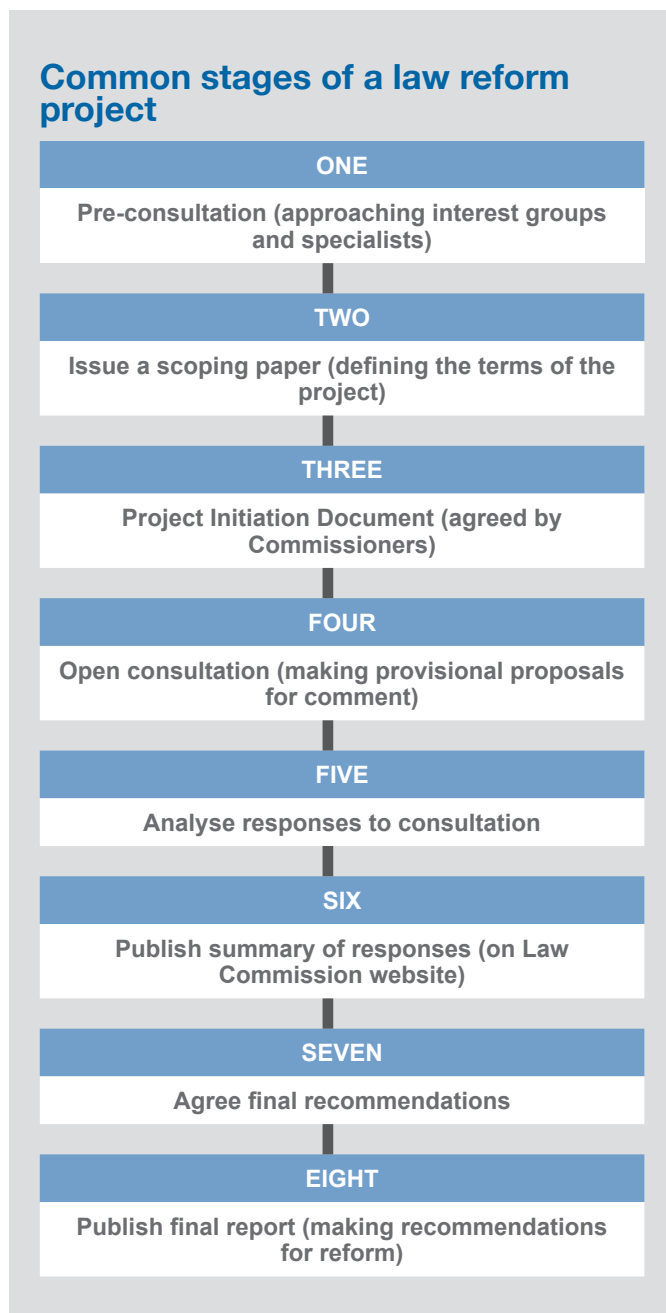 Common stages of a law reform
project
ONE
Pre-consultation (approaching interest groups
and specialists)
TWO
Issue a scoping paper (defining the terms of the
project)
THREE
Project Initiation Document (agreed by
Commissioners)
FOUR
Open consultation (making provisional proposals
for comment)
FIVE
Analyse responses to consultation
SIX
Publish summary of responses (on Law
Commission website)
SEVEN
Agree final recommendations
EIGHT
Publish final report (making recommendations
for reform)